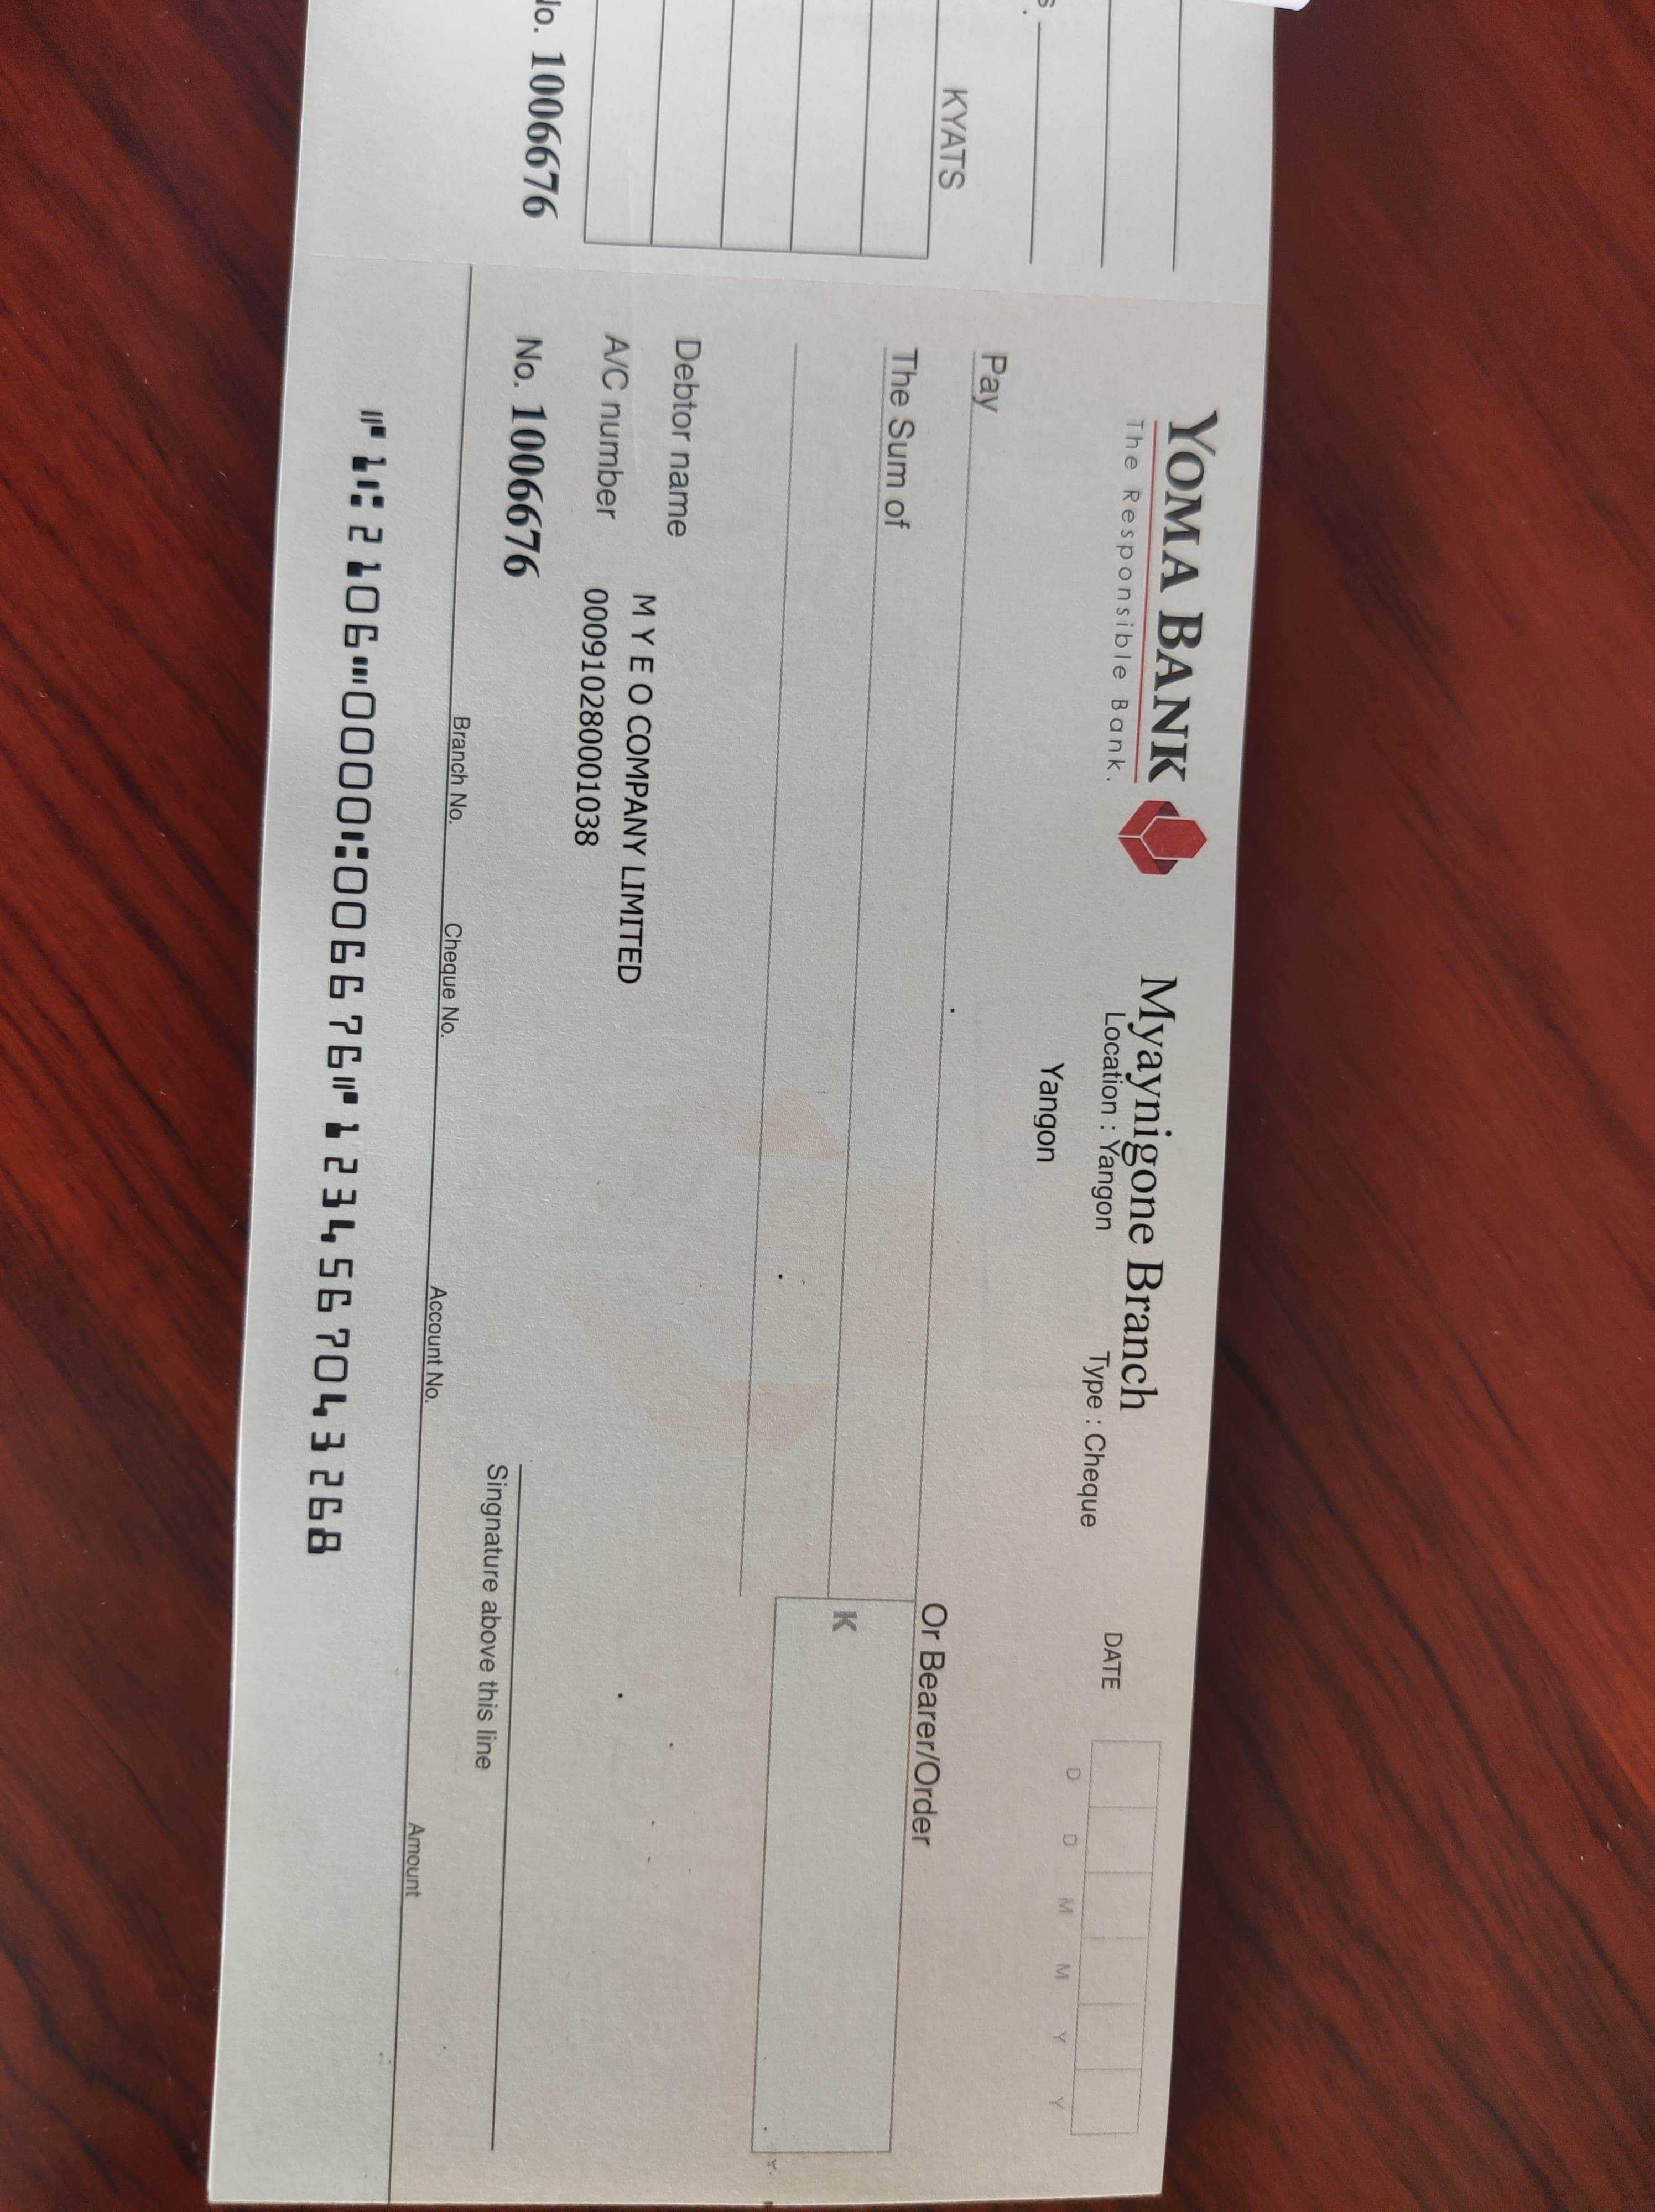 KYATS
No. 1006676
YOMA BANK
The Responsible Bank.
Myaynigone Branch
Location : Yangon
Type : Cheque
DATE
D D M M Y Y
Yangon
Pay
Or Bearer/Order
The Sum of
K
Debtor name
M Y E O COMPANY LIMITED
A/C number
000910280001038
No. 1006676
Singnature above this line
Branch No.
Cheque No.
Account No.
Amount
⑈1⑆2106⑉0000⑆006676⑈1234567043268